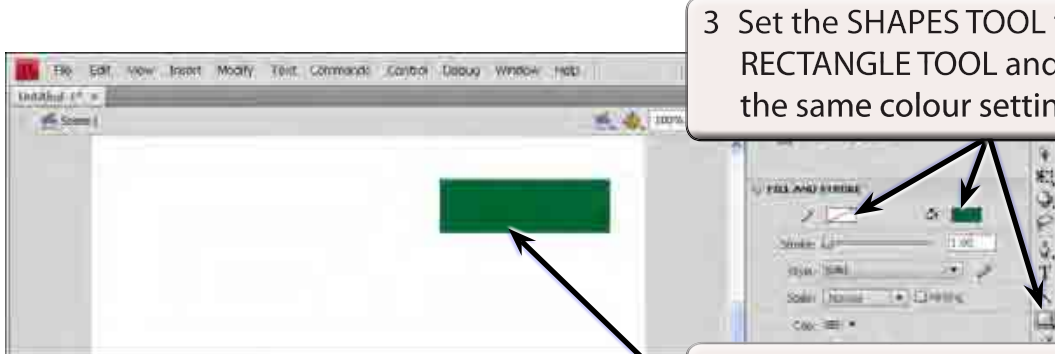 3 Set the SHAPES TOOL
RECTANGLE TOOL and
the same colour settin
File Edit View Insert Modify Text Commands Control Debug Window Help
Untitled 1* ×
Scene 1
100%
FILL AND STROKE
Stroke: 1.00
Style: Solid
Scale: Normal Hinting
Cap: